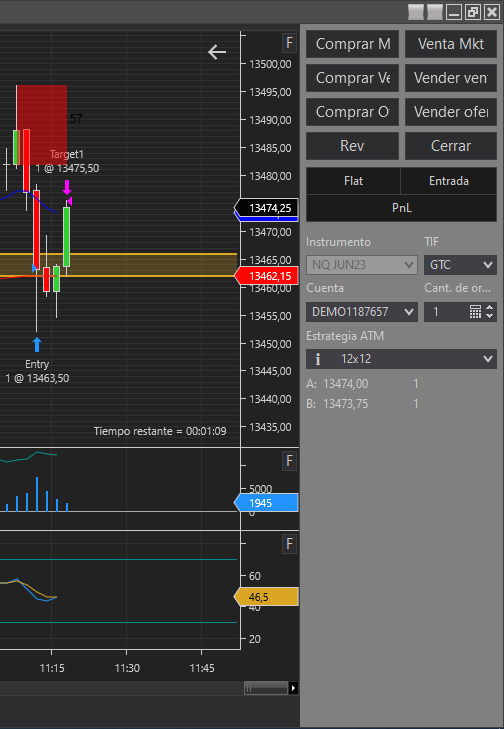 F
13500,00
13495,00
13490,00
13485,00
13480,00
13475,00
13474,25
13470,00
13465,00
13462,15
13460,00
13455,00
13450,00
13445,00
13440,00
13435,00
57
Target1
1 @ 13475,50
Entry
1 @ 13463,50
Tiempo restante = 00:01:09
F
5000
1945
0
F
60
46,5
40
20
11:15
11:30
11:45
Comprar M
Venta Mkt
Comprar Ve
Vender vent
Comprar O
Vender ofer
Rev
Cerrar
Flat
Entrada
PnL
Instrumento
TIF
NQ JUN23
GTC
Cuenta
Cant. de or...
DEMO1187657
1
Estrategia ATM
12x12
A: 13474,00 1
B: 13473,75 1